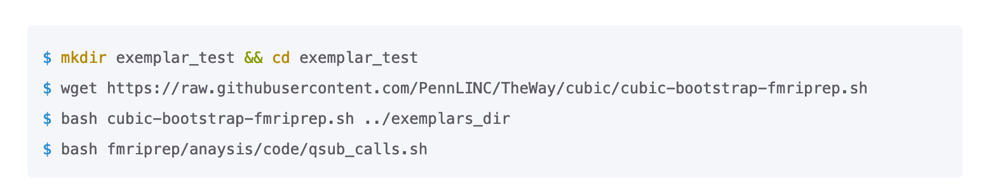 $ mkdir exemplar_test && cd exemplar_test
$ wget https://raw.githubusercontent.com/PennLINC/TheWay/cubic/cubic-bootstrap-fmriprep.sh
$ bash cubic-bootstrap-fmriprep.sh ../exemplars_dir
$ bash fmriprep/anaysis/code/qsub_calls.sh